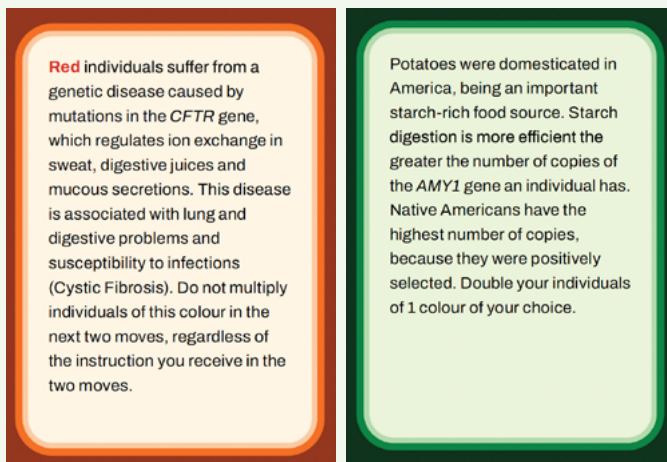 Red individuals suffer from a
genetic disease caused by
mutations in the CFTR gene,
which regulates ion exchange in
sweat, digestive juices and
mucous secretions. This disease
is associated with lung and
digestive problems and
susceptibility to infections
(Cystic Fibrosis). Do not multiply
individuals of this colour in the
next two moves, regardless of
the instruction you receive in the
two moves.
Potatoes were domesticated in
America, being an important
starch-rich food source. Starch
digestion is more efficient the
greater the number of copies of
the AMY1 gene an individual has.
Native Americans have the
highest number of copies,
because they were positively
selected. Double your individuals
of 1 colour of your choice.